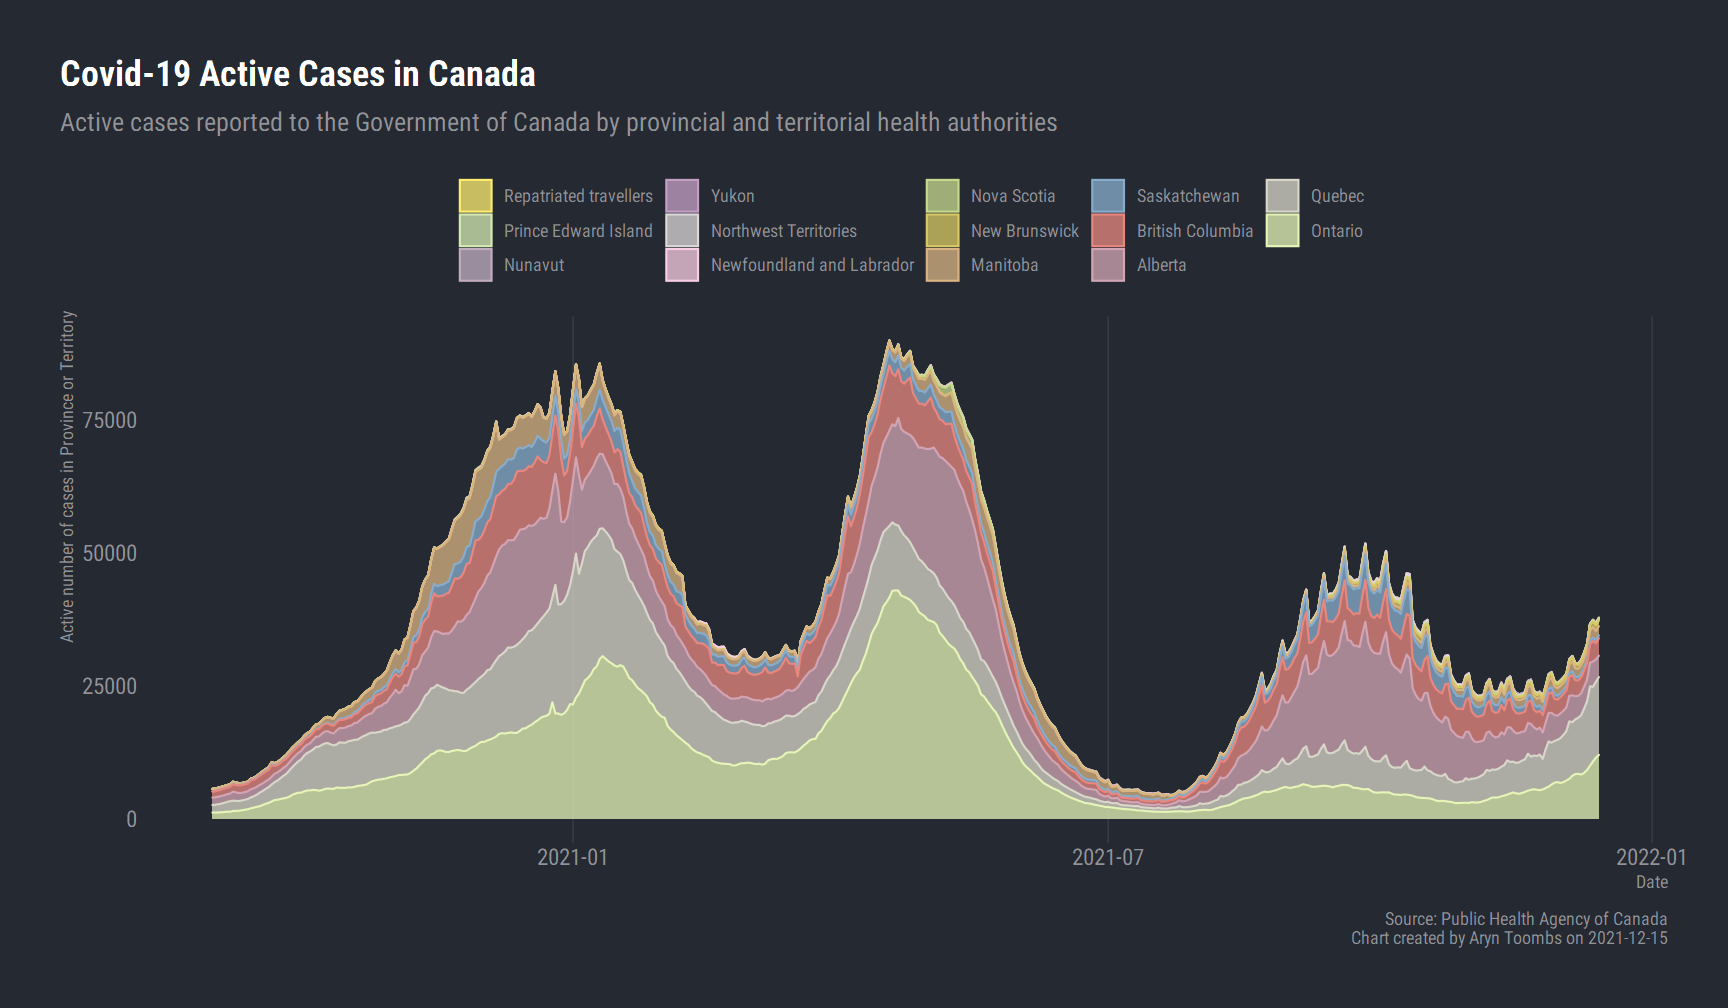 Covid-19 Active Cases in Canada
Active cases reported to the Government of Canada by provincial and territorial health authorities
Repatriated travellers Yukon Nova Scotia Saskatchewan Quebec
Prince Edward Island Northwest Territories New Brunswick British Columbia Ontario
Nunavut Newfoundland and Labrador Manitoba Alberta
Active number of cases in Province or Territory
75000
50000
25000
0
2021-01 2021-07 2022-01
Date
Source: Public Health Agency of Canada
Chart created by Aryn Toombs on 2021-12-15